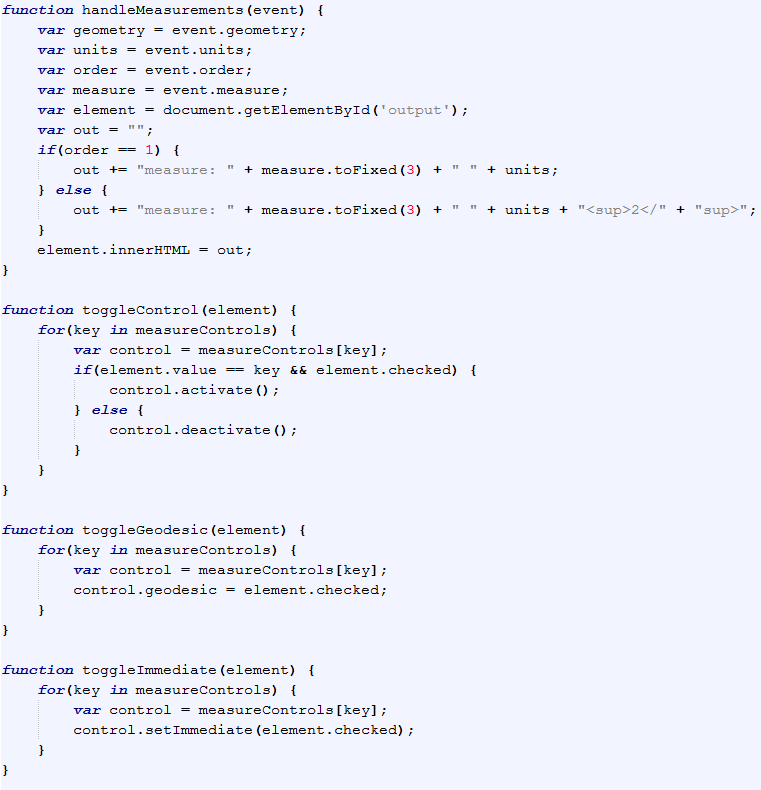 function handleMeasurements(event) {
    var geometry = event.geometry;
    var units = event.units;
    var order = event.order;
    var measure = event.measure;
    var element = document.getElementById('output');
    var out = "";
    if(order == 1) {
        out += "measure: " + measure.toFixed(3) + " " + units;
    } else {
        out += "measure: " + measure.toFixed(3) + " " + units + "<sup>2</" + "sup>";
    }
    element.innerHTML = out;
}

function toggleControl(element) {
    for(key in measureControls) {
        var control = measureControls[key];
        if(element.value == key && element.checked) {
            control.activate();
        } else {
            control.deactivate();
        }
    }
}

function toggleGeodesic(element) {
    for(key in measureControls) {
        var control = measureControls[key];
        control.geodesic = element.checked;
    }
}

function toggleImmediate(element) {
    for(key in measureControls) {
        var control = measureControls[key];
        control.setImmediate(element.checked);
    }
}